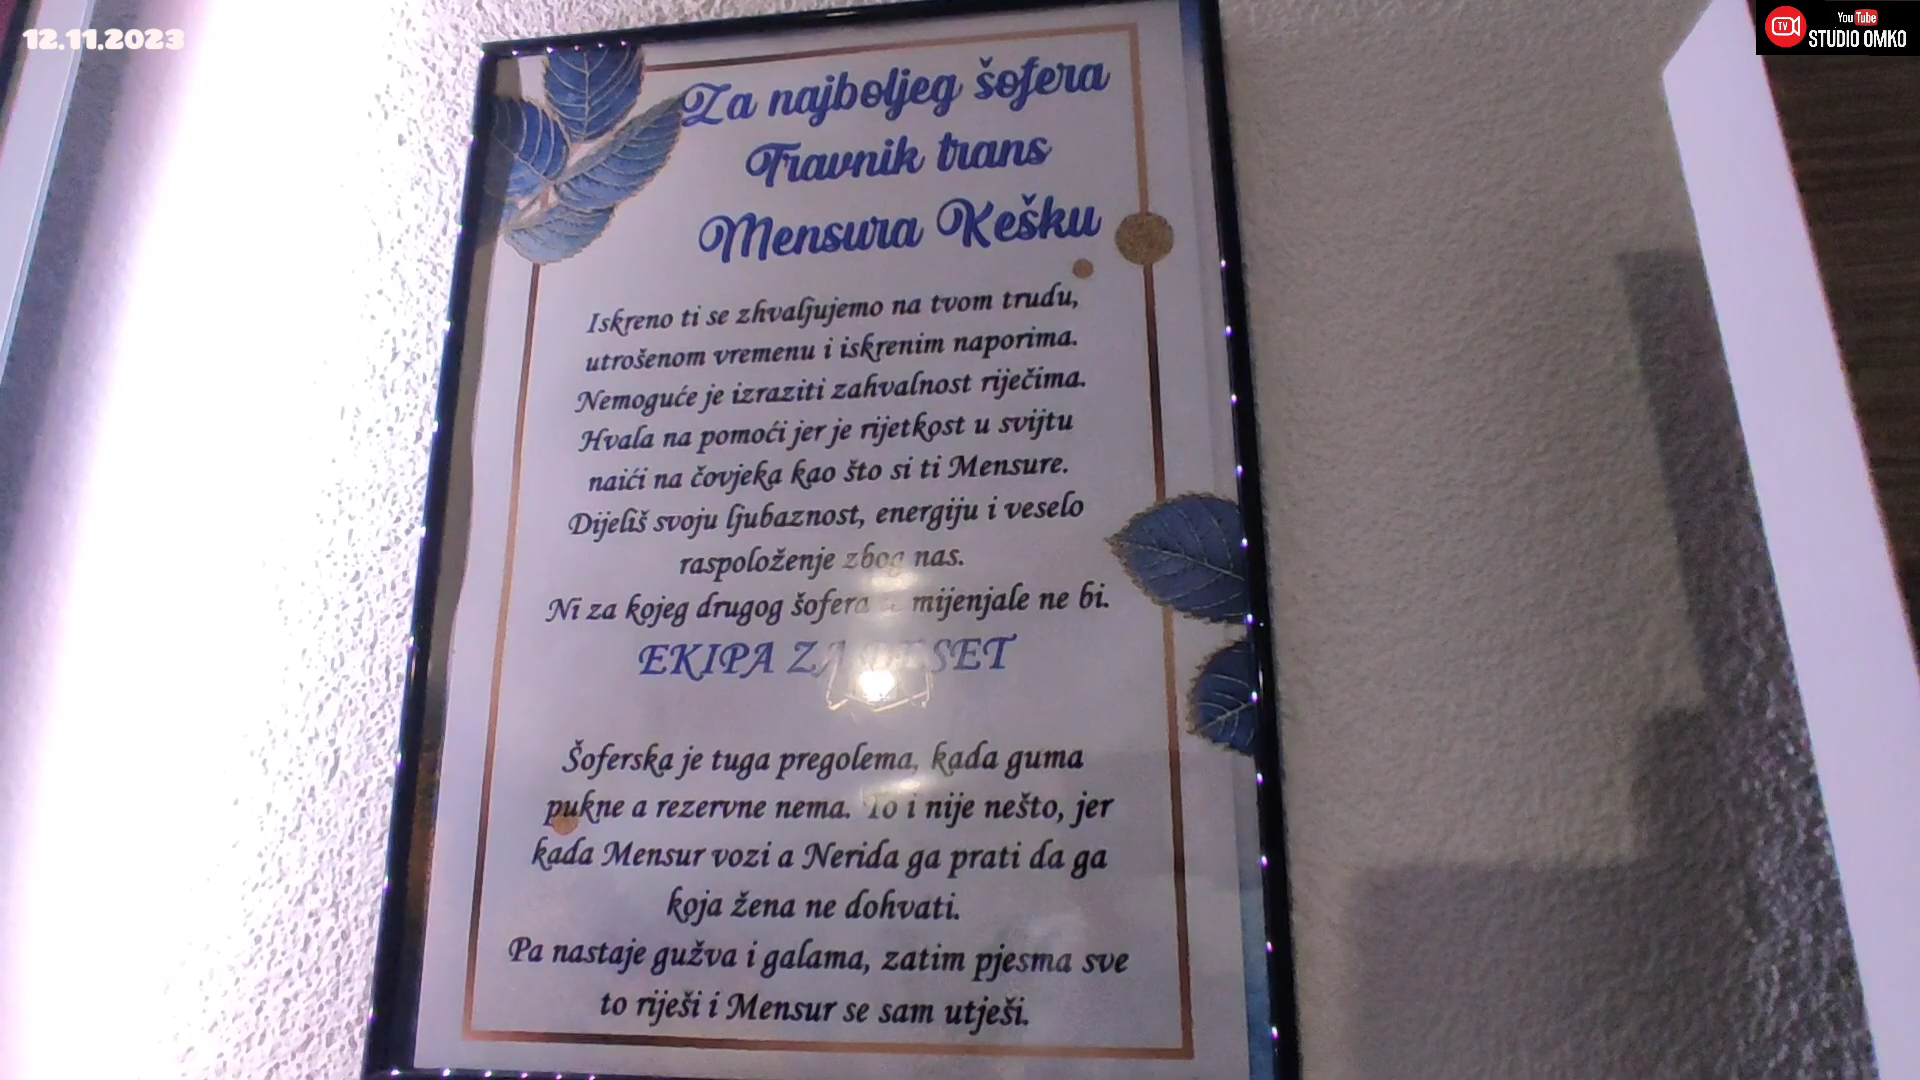 12.11.2023
You Tube
TV
STUDIO OMKO
Za najboljeg šofera
Travnik trans
Mensura Kešku
Iskreno ti se zhvaljujemo na tvom trudu,
utrošenom vremenu i iskrenim naporima.
Nemoguće je izraziti zahvalnost riječima.
Hvala na pomoći jer je rijetkost u svijtu
naići na čovjeka kao što si ti Mensure.
Dijeliš svoju ljubaznost, energiju i veselo
raspoloženje zbog nas.
Ni za kojeg drugog šofera mijenjale ne bi.
EKIPA ZA DESET
Šoferska je tuga pregolema, kada guma
pukne a rezervne nema. To i nije nešto, jer
kada Mensur vozi a Nerida ga prati da ga
koja žena ne dohvati.
Pa nastaje gužva i galama, zatim pjesma sve
to riješi i Mensur se sam utješi.